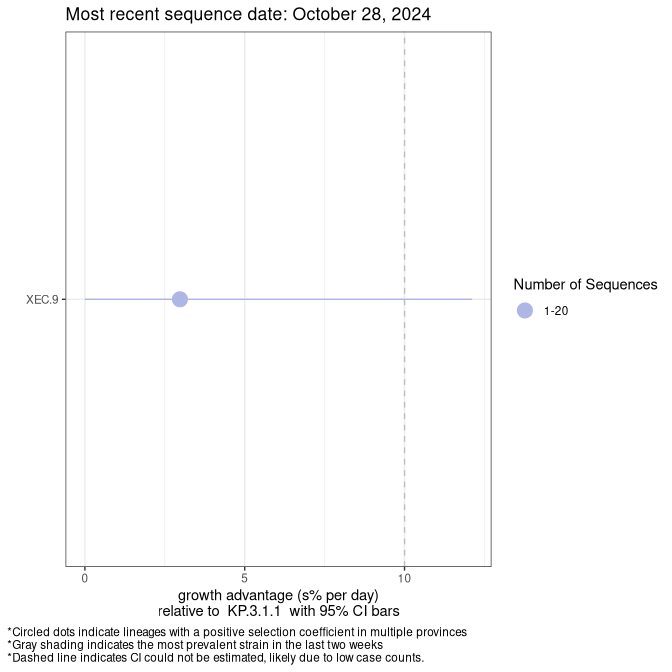 Most recent sequence date: October 28, 2024
XEC.9
Number of Sequences
1-20
0 5 10
growth advantage (s% per day)
relative to KP.3.1.1 with 95% CI bars
*Circled dots indicate lineages with a positive selection coefficient in multiple provinces
*Gray shading indicates the most prevalent strain in the last two weeks
*Dashed line indicates CI could not be estimated, likely due to low case counts.